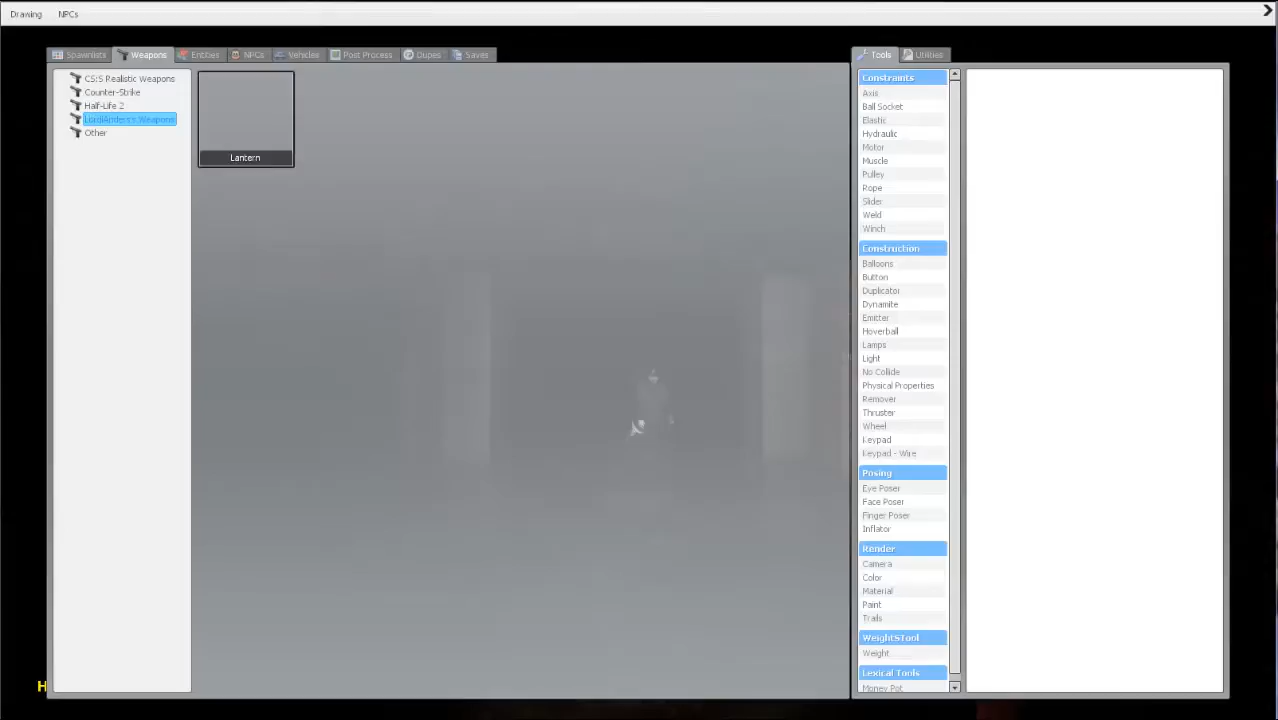 Drawing NPCs
Spawnlists Weapons Entities NPCs Vehicles Post Process Dupes Saves
CS:S Realistic Weapons
Counter-Strike
Half-Life 2
LordiAnders's Weapons
Other
Lantern
Tools Utilities
Constraints
Axis
Ball Socket
Elastic
Hydraulic
Motor
Muscle
Pulley
Rope
Slider
Weld
Winch
Construction
Balloons
Button
Duplicator
Dynamite
Emitter
Hoverball
Lamps
Light
No Collide
Physical Properties
Remover
Thruster
Wheel
Keypad
Keypad - Wire
Posing
Eye Poser
Face Poser
Finger Poser
Inflator
Render
Camera
Color
Material
Paint
Trails
WeightSTool
Weight
Lexical Tools
Money Pot
H